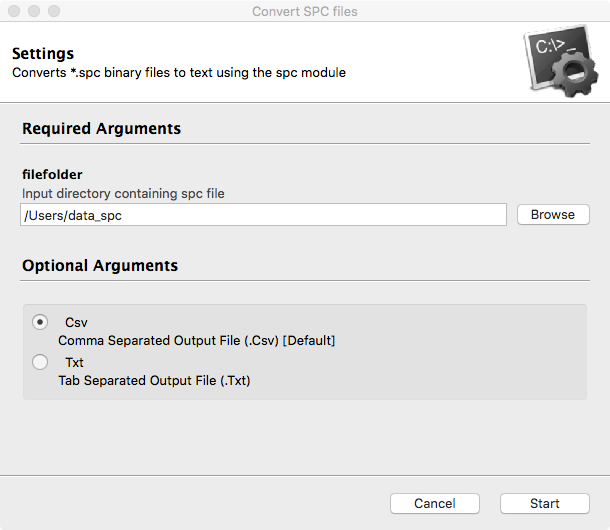 Convert SPC files
Settings
Converts *.spc binary files to text using the spc module
C:\>_
Required Arguments
filefolder
Input directory containing spc file
/Users/data_spc
Browse
Optional Arguments
Csv
Comma Separated Output File (.Csv) [Default]
Txt
Tab Separated Output File (.Txt)
Cancel
Start